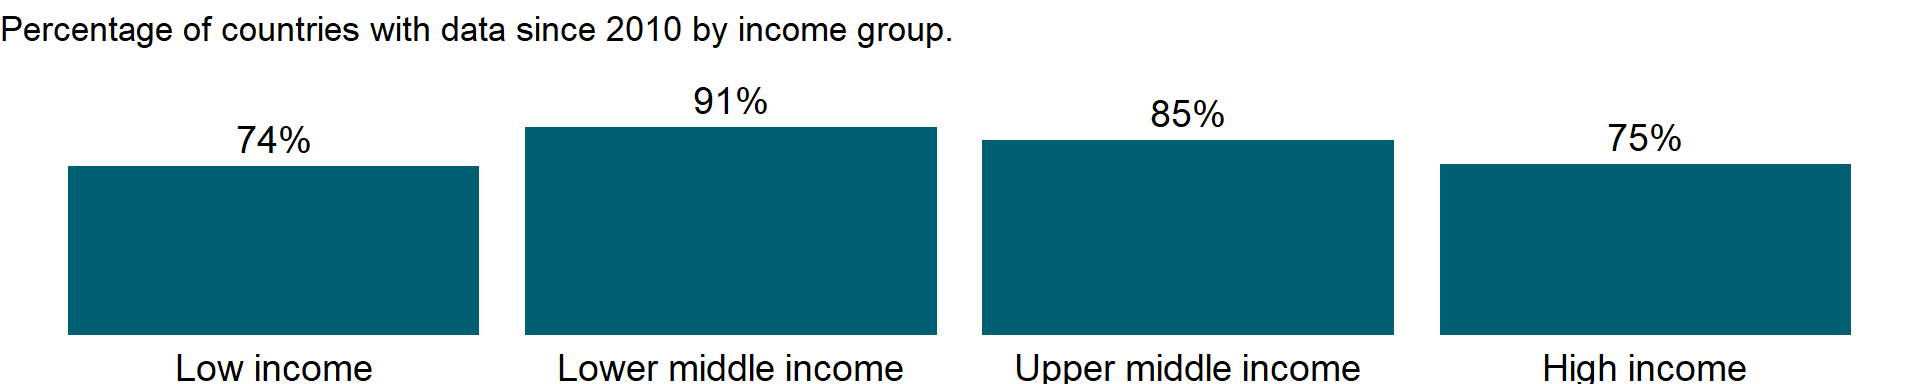 Percentage of countries with data since 2010 by income group.
91%
85%
74%
75%
Low income
Lower middle income
Upper middle income
High income